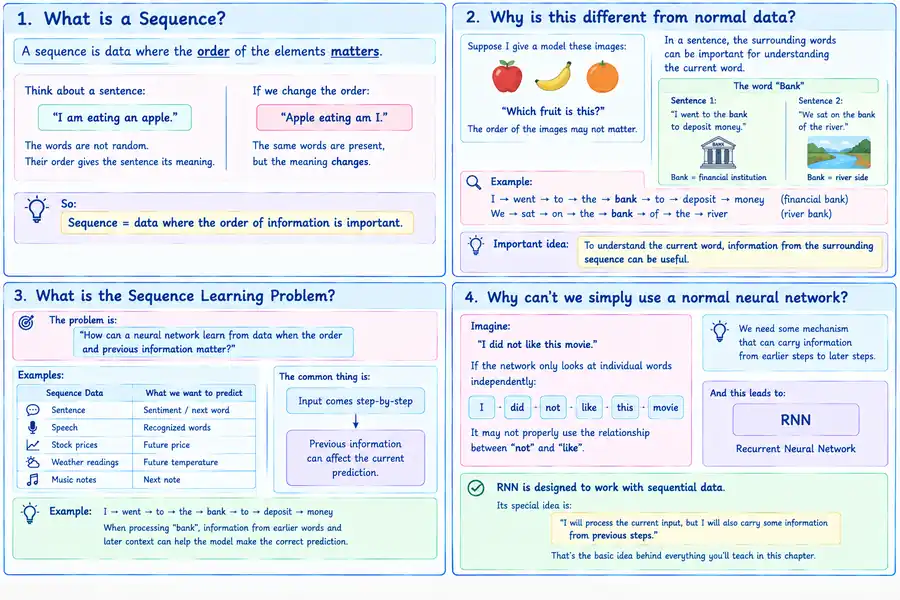 1. What is a Sequence?
A sequence is data where the order of the elements matters.
Think about a sentence:
"I am eating an apple."
The words are not random.
Their order gives the sentence its meaning.
If we change the order:
"Apple eating am I."
The same words are present,
but the meaning changes.
So:
Sequence = data where the order of information is important.
2. Why is this different from normal data?
Suppose I give a model these images:
"Which fruit is this?"
The order of the images may not matter.
In a sentence, the surrounding words
can be important for understanding
the current word.
The word "Bank"
Sentence 1:
"I went to the bank
to deposit money."
BANK
Bank = financial institution
Sentence 2:
"We sat on the bank
of the river."
Bank = river side
Example:
I → went → to → the → bank → to → deposit → money (financial bank)
We → sat → on → the → bank → of → the → river (river bank)
Important idea:
To understand the current word, information from the surrounding
sequence can be useful.
3. What is the Sequence Learning Problem?
The problem is:
"How can a neural network learn from data when the order
and previous information matter?"
Examples:
Sequence Data What we want to predict
Sentence Sentiment / next word
Speech Recognized words
Stock prices Future price
Weather readings Future temperature
Music notes Next note
The common thing is:
Input comes step-by-step
Previous information
can affect the current
prediction.
Example: I → went → to → the → bank → to → deposit → money
When processing "bank", information from earlier words and
later context can help the model make the correct prediction.
4. Why can't we simply use a normal neural network?
Imagine:
"I did not like this movie."
If the network only looks at individual words
independently:
I - did - not - like - this - movie
It may not properly use the relationship
between "not" and "like".
We need some mechanism
that can carry information
from earlier steps to later steps.
And this leads to:
RNN
Recurrent Neural Network
RNN is designed to work with sequential data.
Its special idea is:
"I will process the current input, but I will also carry some information
from previous steps."
That's the basic idea behind everything you'll teach in this chapter.